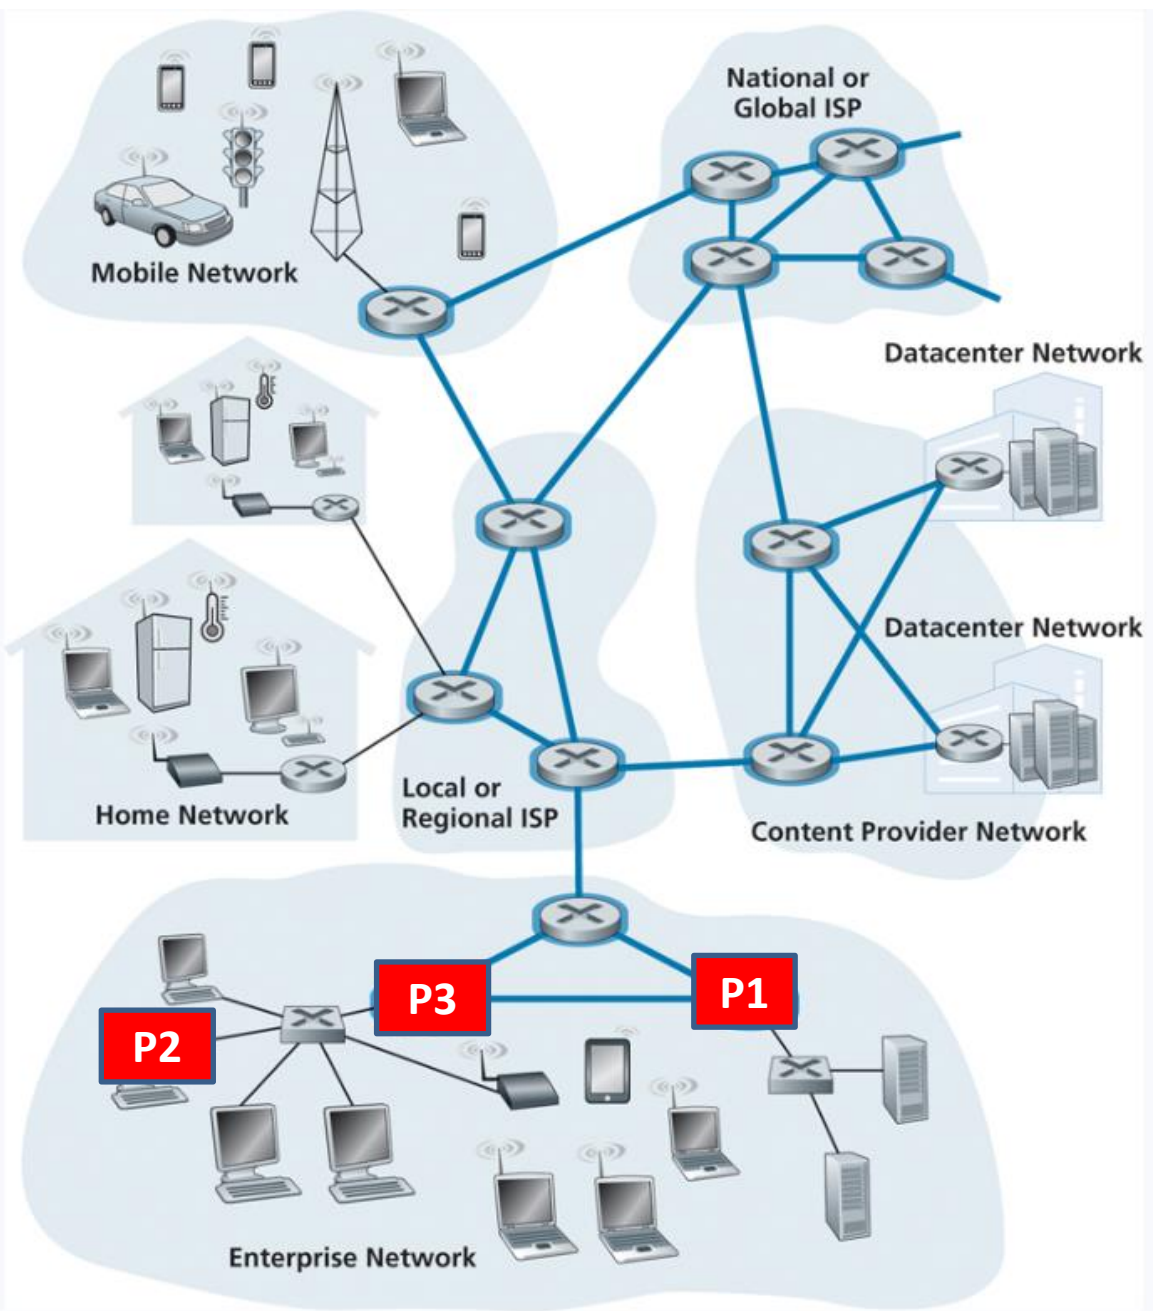 National or
Global ISP
Mobile Network
Datacenter Network
Datacenter Network
Home Network
Local or
Regional ISP
Content Provider Network
P3
P1
P2
Enterprise Network